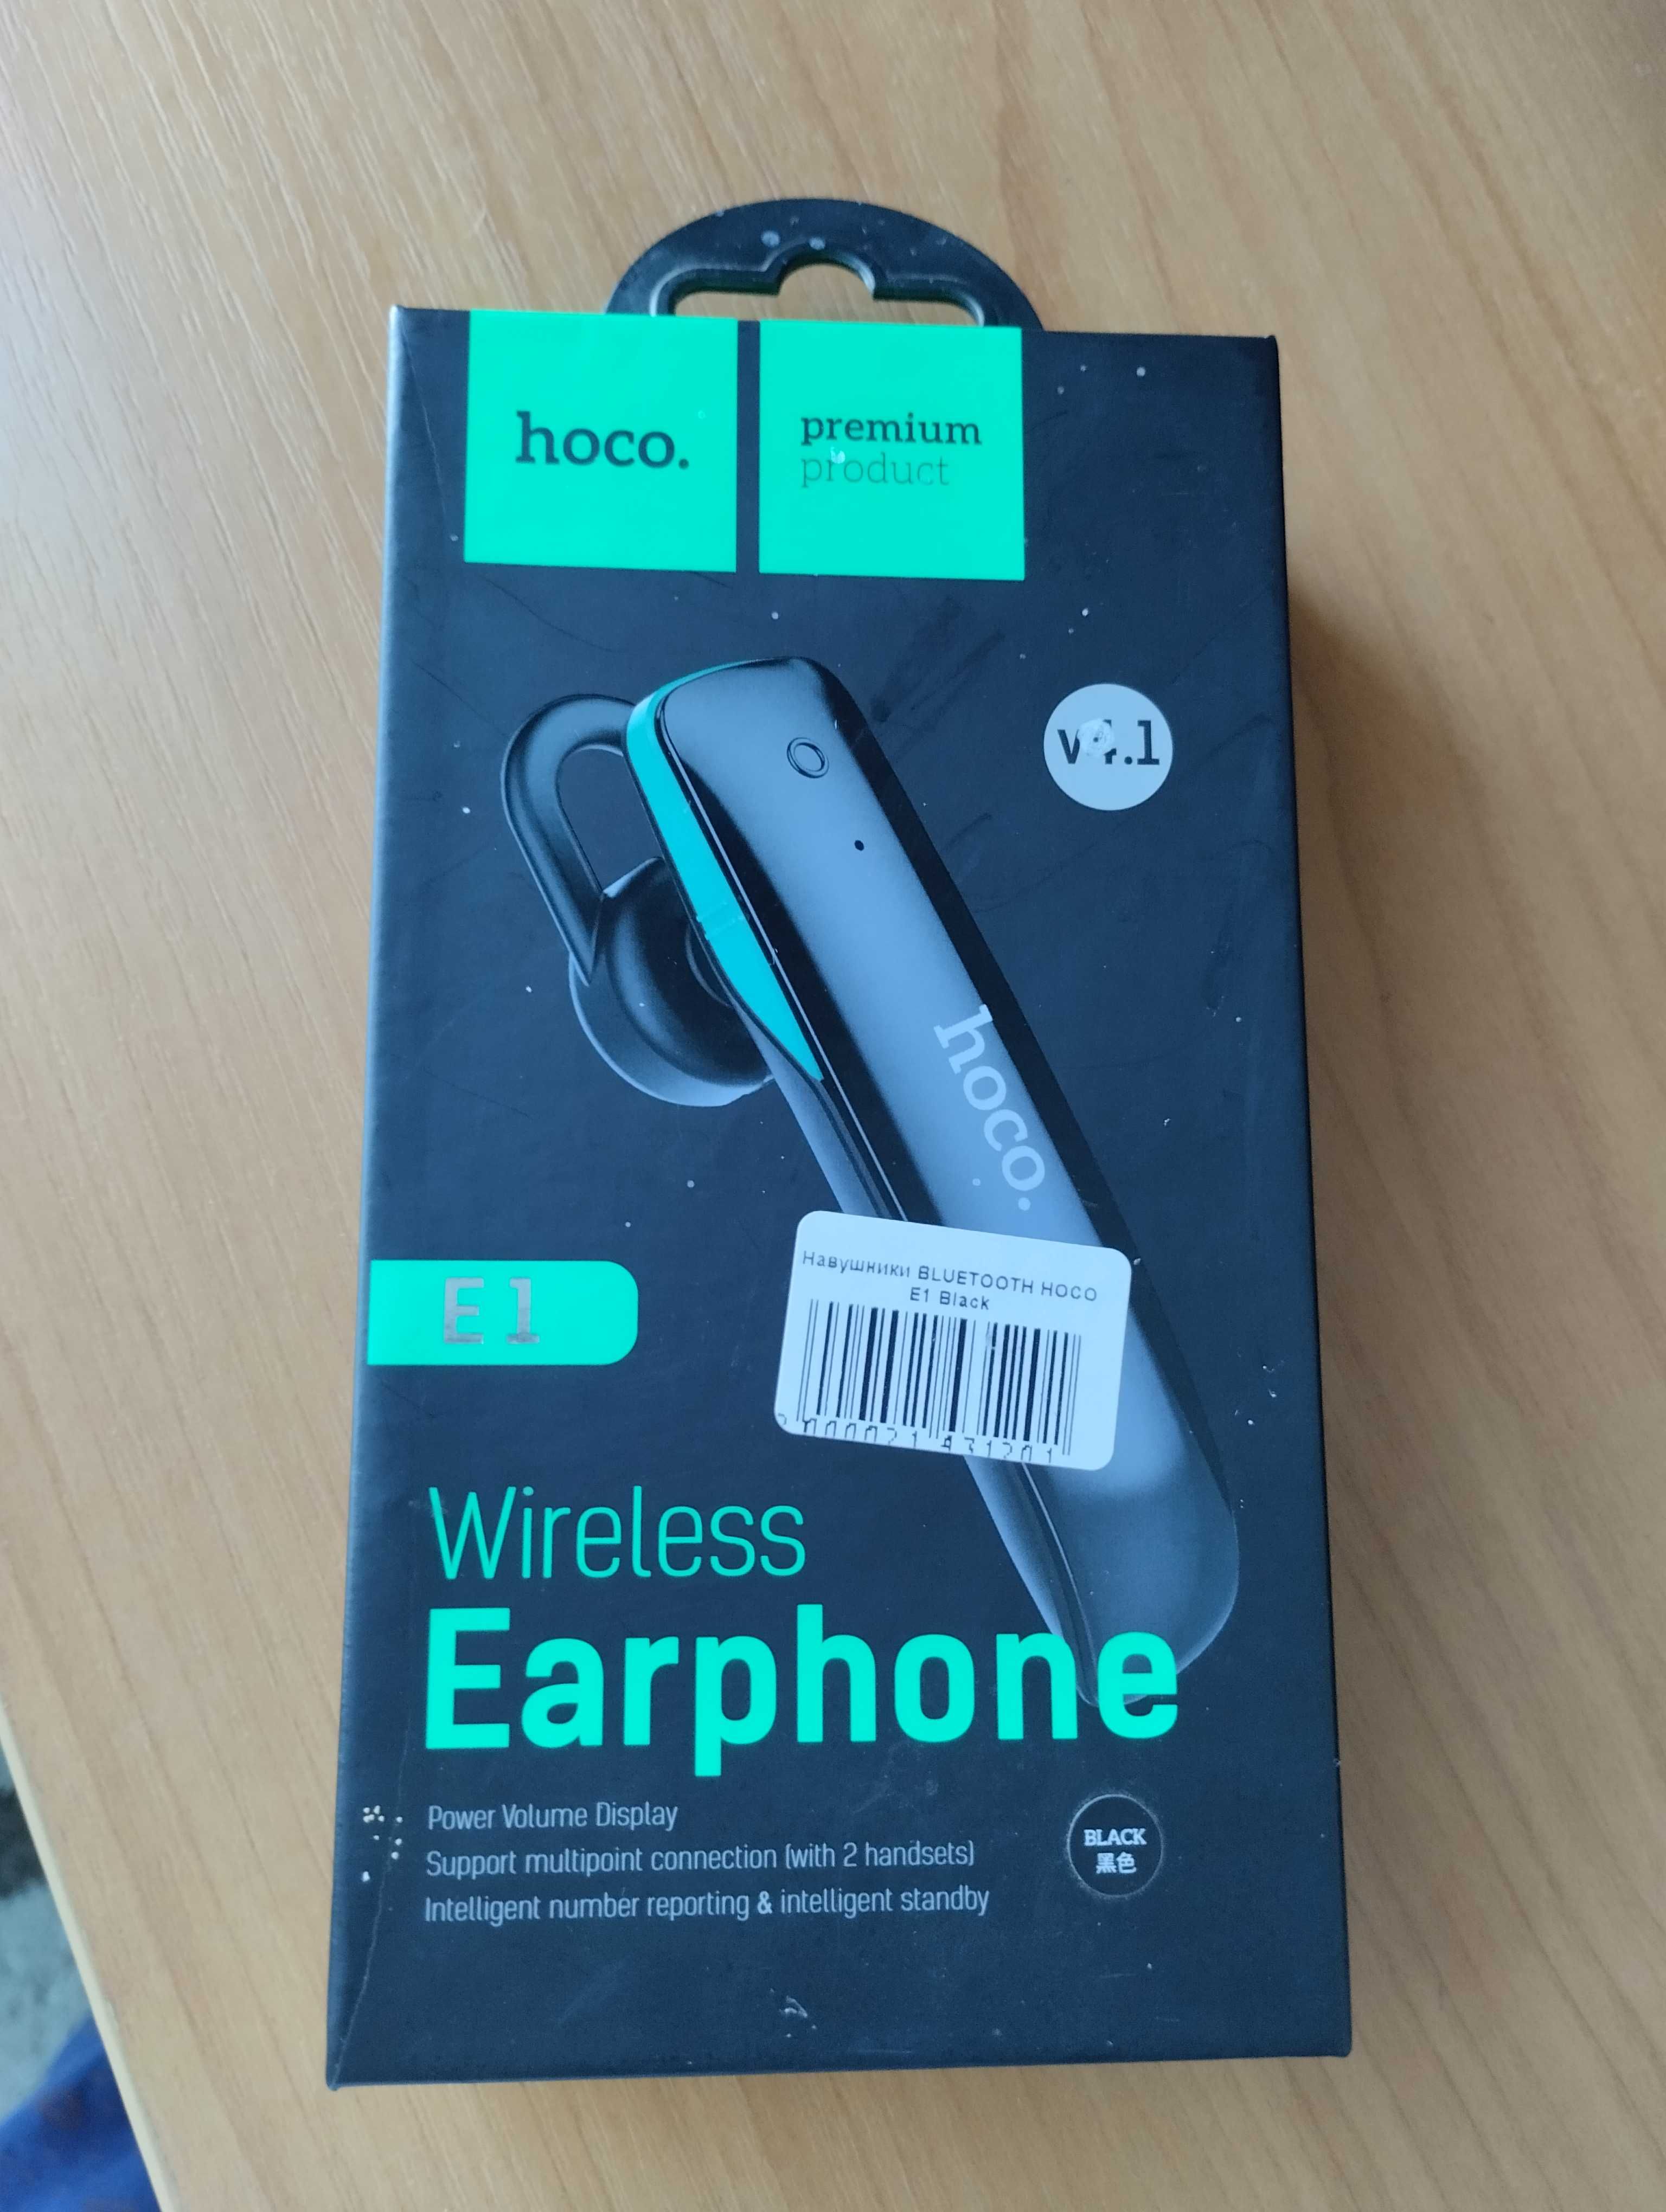 hoco.
premium
product
v4.1
hoco.
Навушники BLUETOOTH HOCO
E1 Black
E1
Wireless
Earphone
Power Volume Display
Support multipoint connection (with 2 handsets)
Intelligent number reporting & intelligent standby
BLACK
黑色